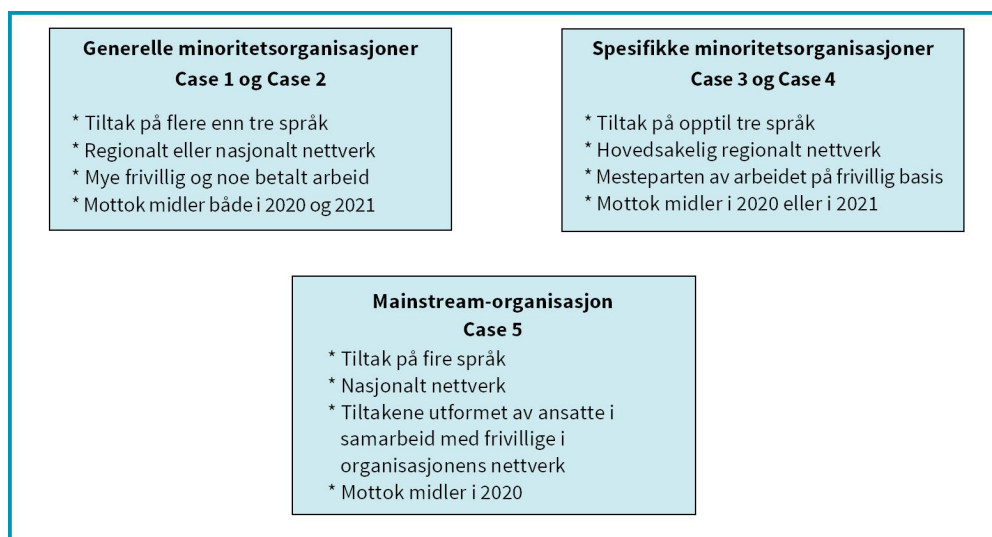 Generelle minoritetsorganisasjoner
Case 1 og Case 2
* Tiltak på flere enn tre språk
* Regionalt eller nasjonalt nettverk
* Mye frivillig og noe betalt arbeid
* Mottok midler både i 2020 og 2021
Spesifikke minoritetsorganisasjoner
Case 3 og Case 4
* Tiltak på opptil tre språk
* Hovedsakelig regionalt nettverk
* Mesteparten av arbeidet på frivillig basis
* Mottok midler i 2020 eller i 2021
Mainstream-organisasjon
Case 5
* Tiltak på fire språk
* Nasjonalt nettverk
* Tiltakene utformet av ansatte i
samarbeid med frivillige i
organisasjonens nettverk
* Mottok midler i 2020